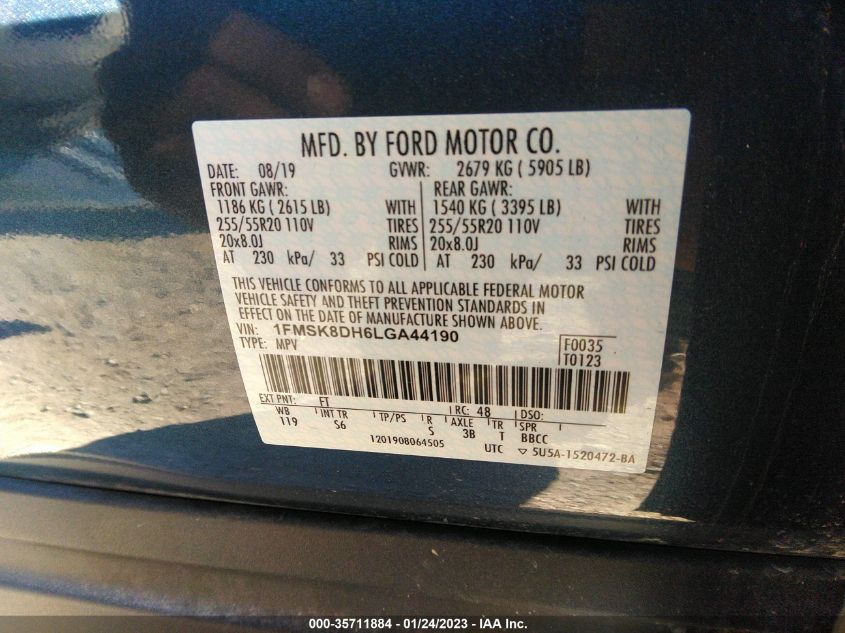 MFD. BY FORD MOTOR CO.
DATE: 08/19 GVWR: 2679 KG ( 5905 LB)
FRONT GAWR: REAR GAWR:
1186 KG ( 2615 LB) WITH 1540 KG ( 3395 LB) WITH
255/55R20 110V TIRES 255/55R20 110V TIRES
20x8.0J RIMS 20x8.0J RIMS
AT 230 kPa/ 33 PSI COLD AT 230 kPa/ 33 PSI COLD
THIS VEHICLE CONFORMS TO ALL APPLICABLE FEDERAL MOTOR
VEHICLE SAFETY AND THEFT PREVENTION STANDARDS IN
EFFECT ON THE DATE OF MANUFACTURE SHOWN ABOVE.
VIN: 1FMSK8DH6LGA44190
TYPE: MPV
F0035
T0123
EXT PNT: FT RC: 48 DSO:
WB INT TR TP/PS R AXLE TR SPR
119 S6 S 3B T BBCC
1201908064505 UTC ▽ 5U5A-1520472-BA
000-35711884 - 01/24/2023 - IAA Inc.